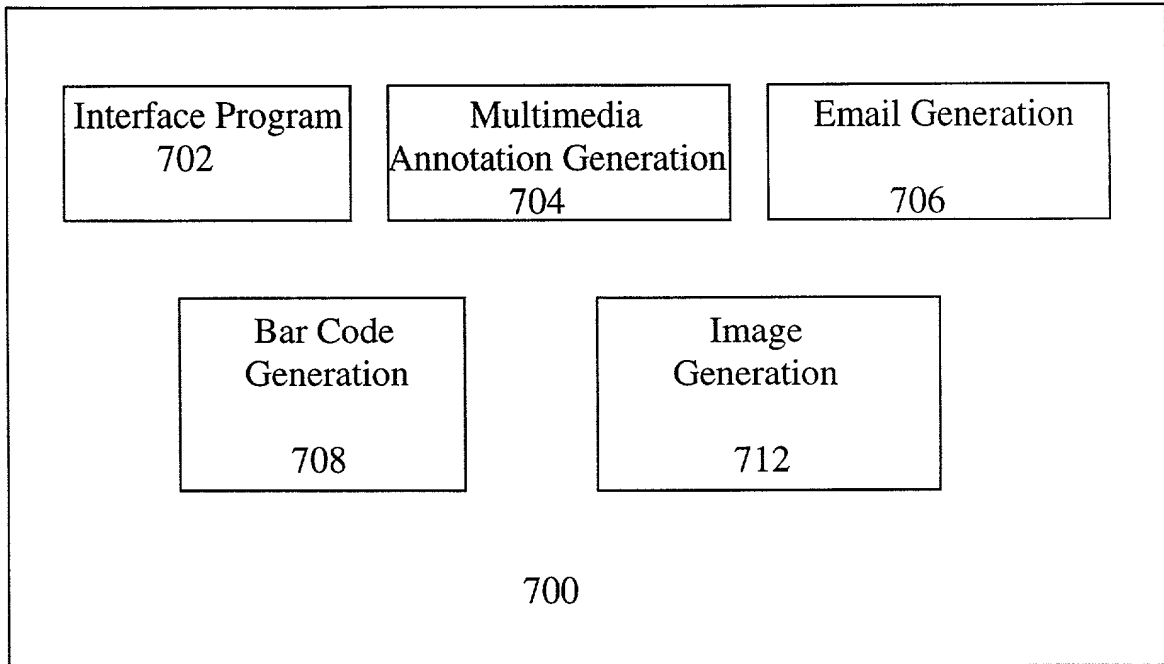 Interface Program
702
Multimedia
Annotation Generation
704
Email Generation
706
Bar Code
Generation
708
Image
Generation
712
700